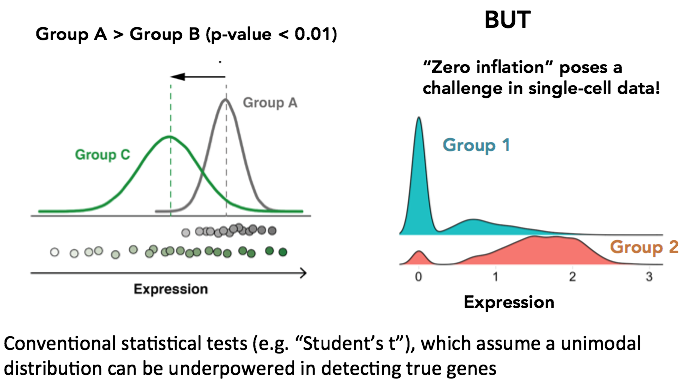 Group A > Group B (p-value < 0.01)
BUT
"Zero inflation" poses a
challenge in single-cell data!
Group A
Group C
Expression
Group 1
Group 2
0 1 2 3
Expression
Conventional statistical tests (e.g. “Student’s t”), which assume a unimodal
distribution can be underpowered in detecting true genes